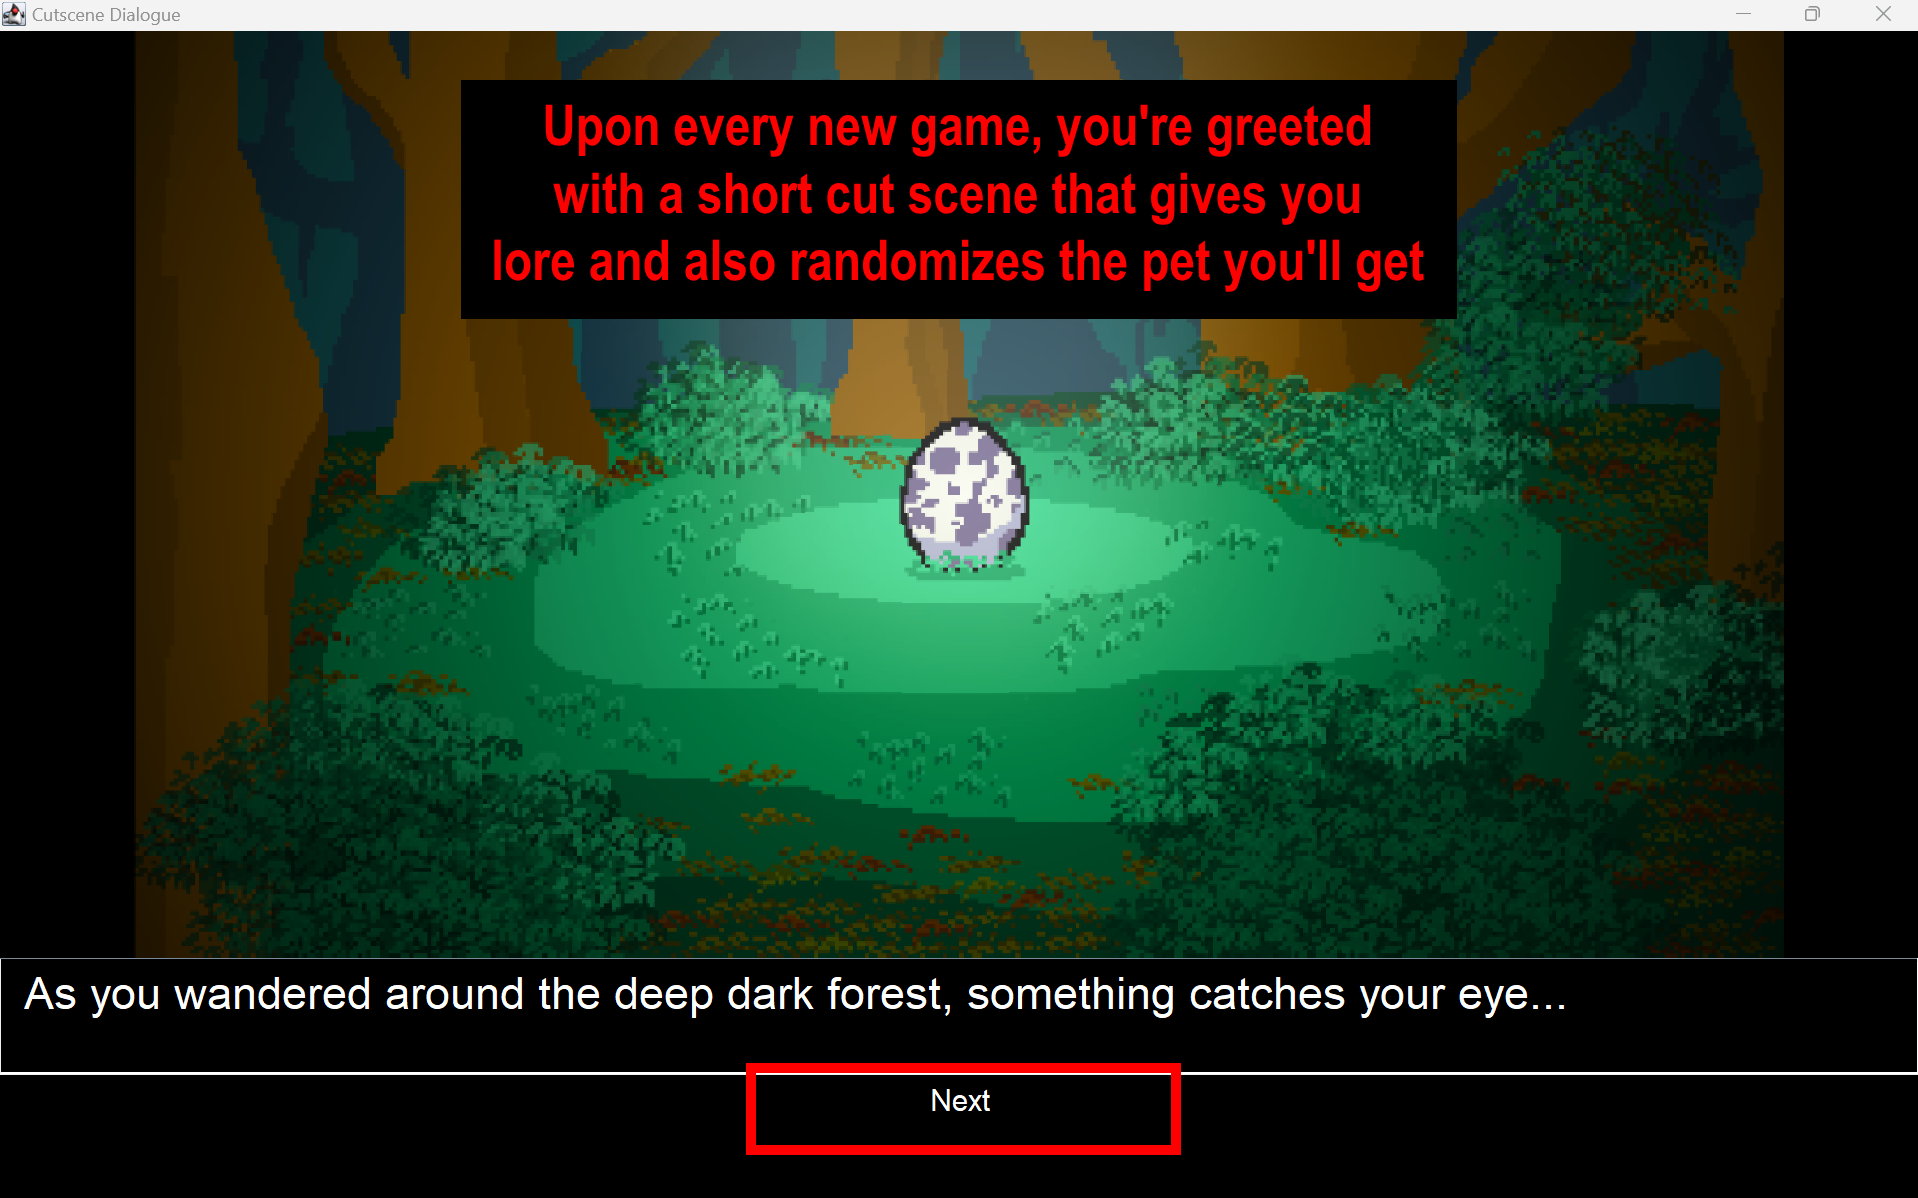 Cutscene Dialogue
Upon every new game, you're greeted
with a short cut scene that gives you
lore and also randomizes the pet you'll get
As you wandered around the deep dark forest, something catches your eye...
Next